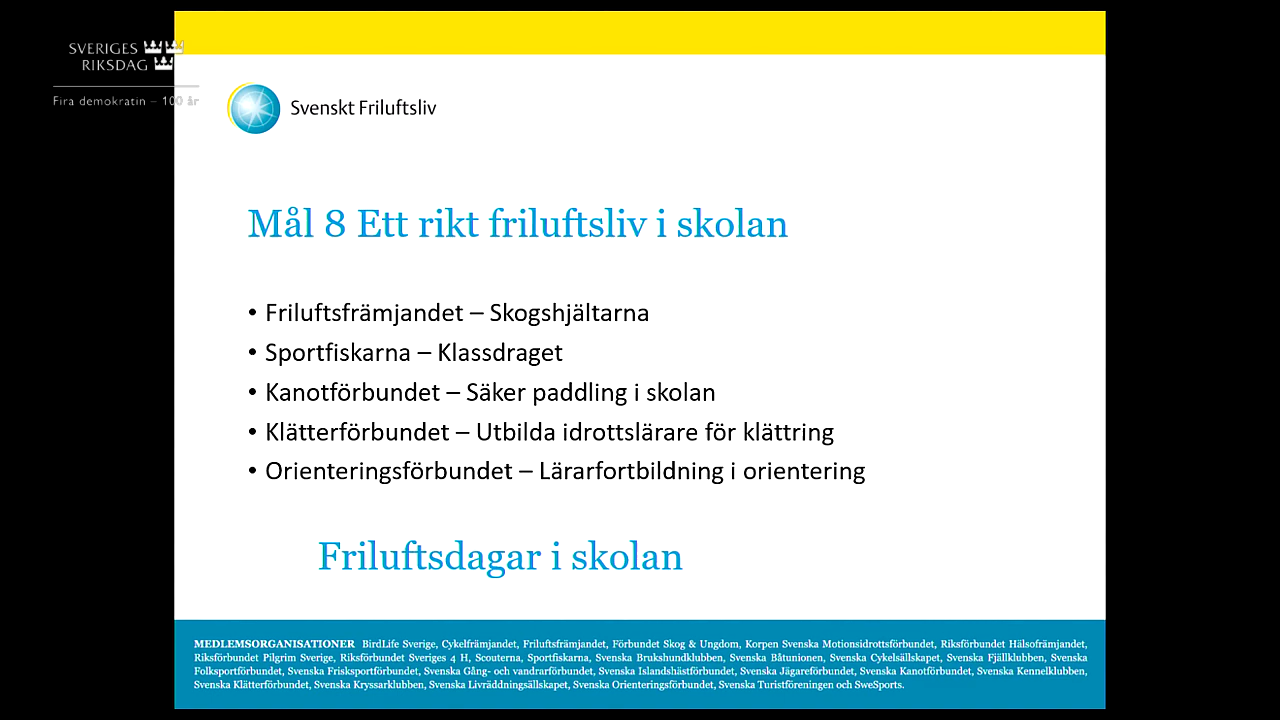 SVERIGES
RIKSDAG
Fira demokratin – 100 år
Svenskt Friluftsliv
Mål 8 Ett rikt friluftsliv i skolan
• Friluftsfrämjandet – Skogshjältarna
• Sportfiskarna – Klassdraget
• Kanotförbundet – Säker paddling i skolan
• Klätterförbundet – Utbilda idrottslärare för klättring
• Orienteringsförbundet – Lärarfortbildning i orientering
Friluftsdagar i skolan
MEDLEMSORGANISATIONER BirdLife Sverige, Cykelfrämjandet, Friluftsfrämjandet, Förbundet Skog & Ungdom, Korpen Svenska Motionsidrottsförbundet, Riksförbundet Hälsofrämjandet,
Riksförbundet Pilgrim Sverige, Riksförbundet Sveriges 4 H, Scouterna, Sportfiskarna, Svenska Brukshundklubben, Svenska Båtunionen, Svenska Cykelsällskapet, Svenska Fjällklubben, Svenska
Folksportförbundet, Svenska Frisksportförbundet, Svenska Gång- och vandrarförbundet, Svenska Islandshästförbundet, Svenska Jägareförbundet, Svenska Kanotförbundet, Svenska Kennelklubben,
Svenska Klätterförbundet, Svenska Kryssarklubben, Svenska Livräddningsällskapet, Svenska Orienteringsförbundet, Svenska Turistföreningen och SweSports.